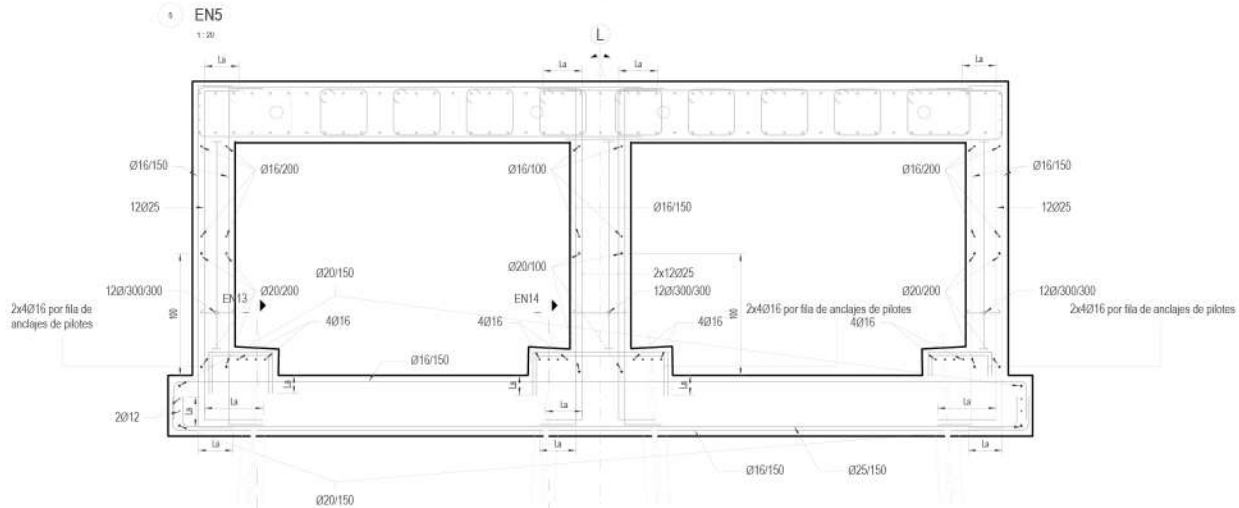 5 EN5
1 : 20
L
La La La La
Ø16/150 Ø16/200 Ø16/100 Ø16/200 Ø16/150
12Ø25 Ø16/150 12Ø25
Ø20/150 Ø20/100 2x12Ø25
12Ø/300/300 Ø20/200 12Ø/300/300 Ø20/200 12Ø/300/300
EN13 EN14
2x4Ø16 por fila de
anclajes de pilotes
2x4Ø16 por fila de anclajes de pilotes
2x4Ø16 por fila de anclajes de pilotes
100 100
4Ø16 4Ø16 4Ø16 4Ø16
Ø16/150
La La La
2Ø12 La La La La
La La La
Ø16/150 Ø25/150
Ø20/150